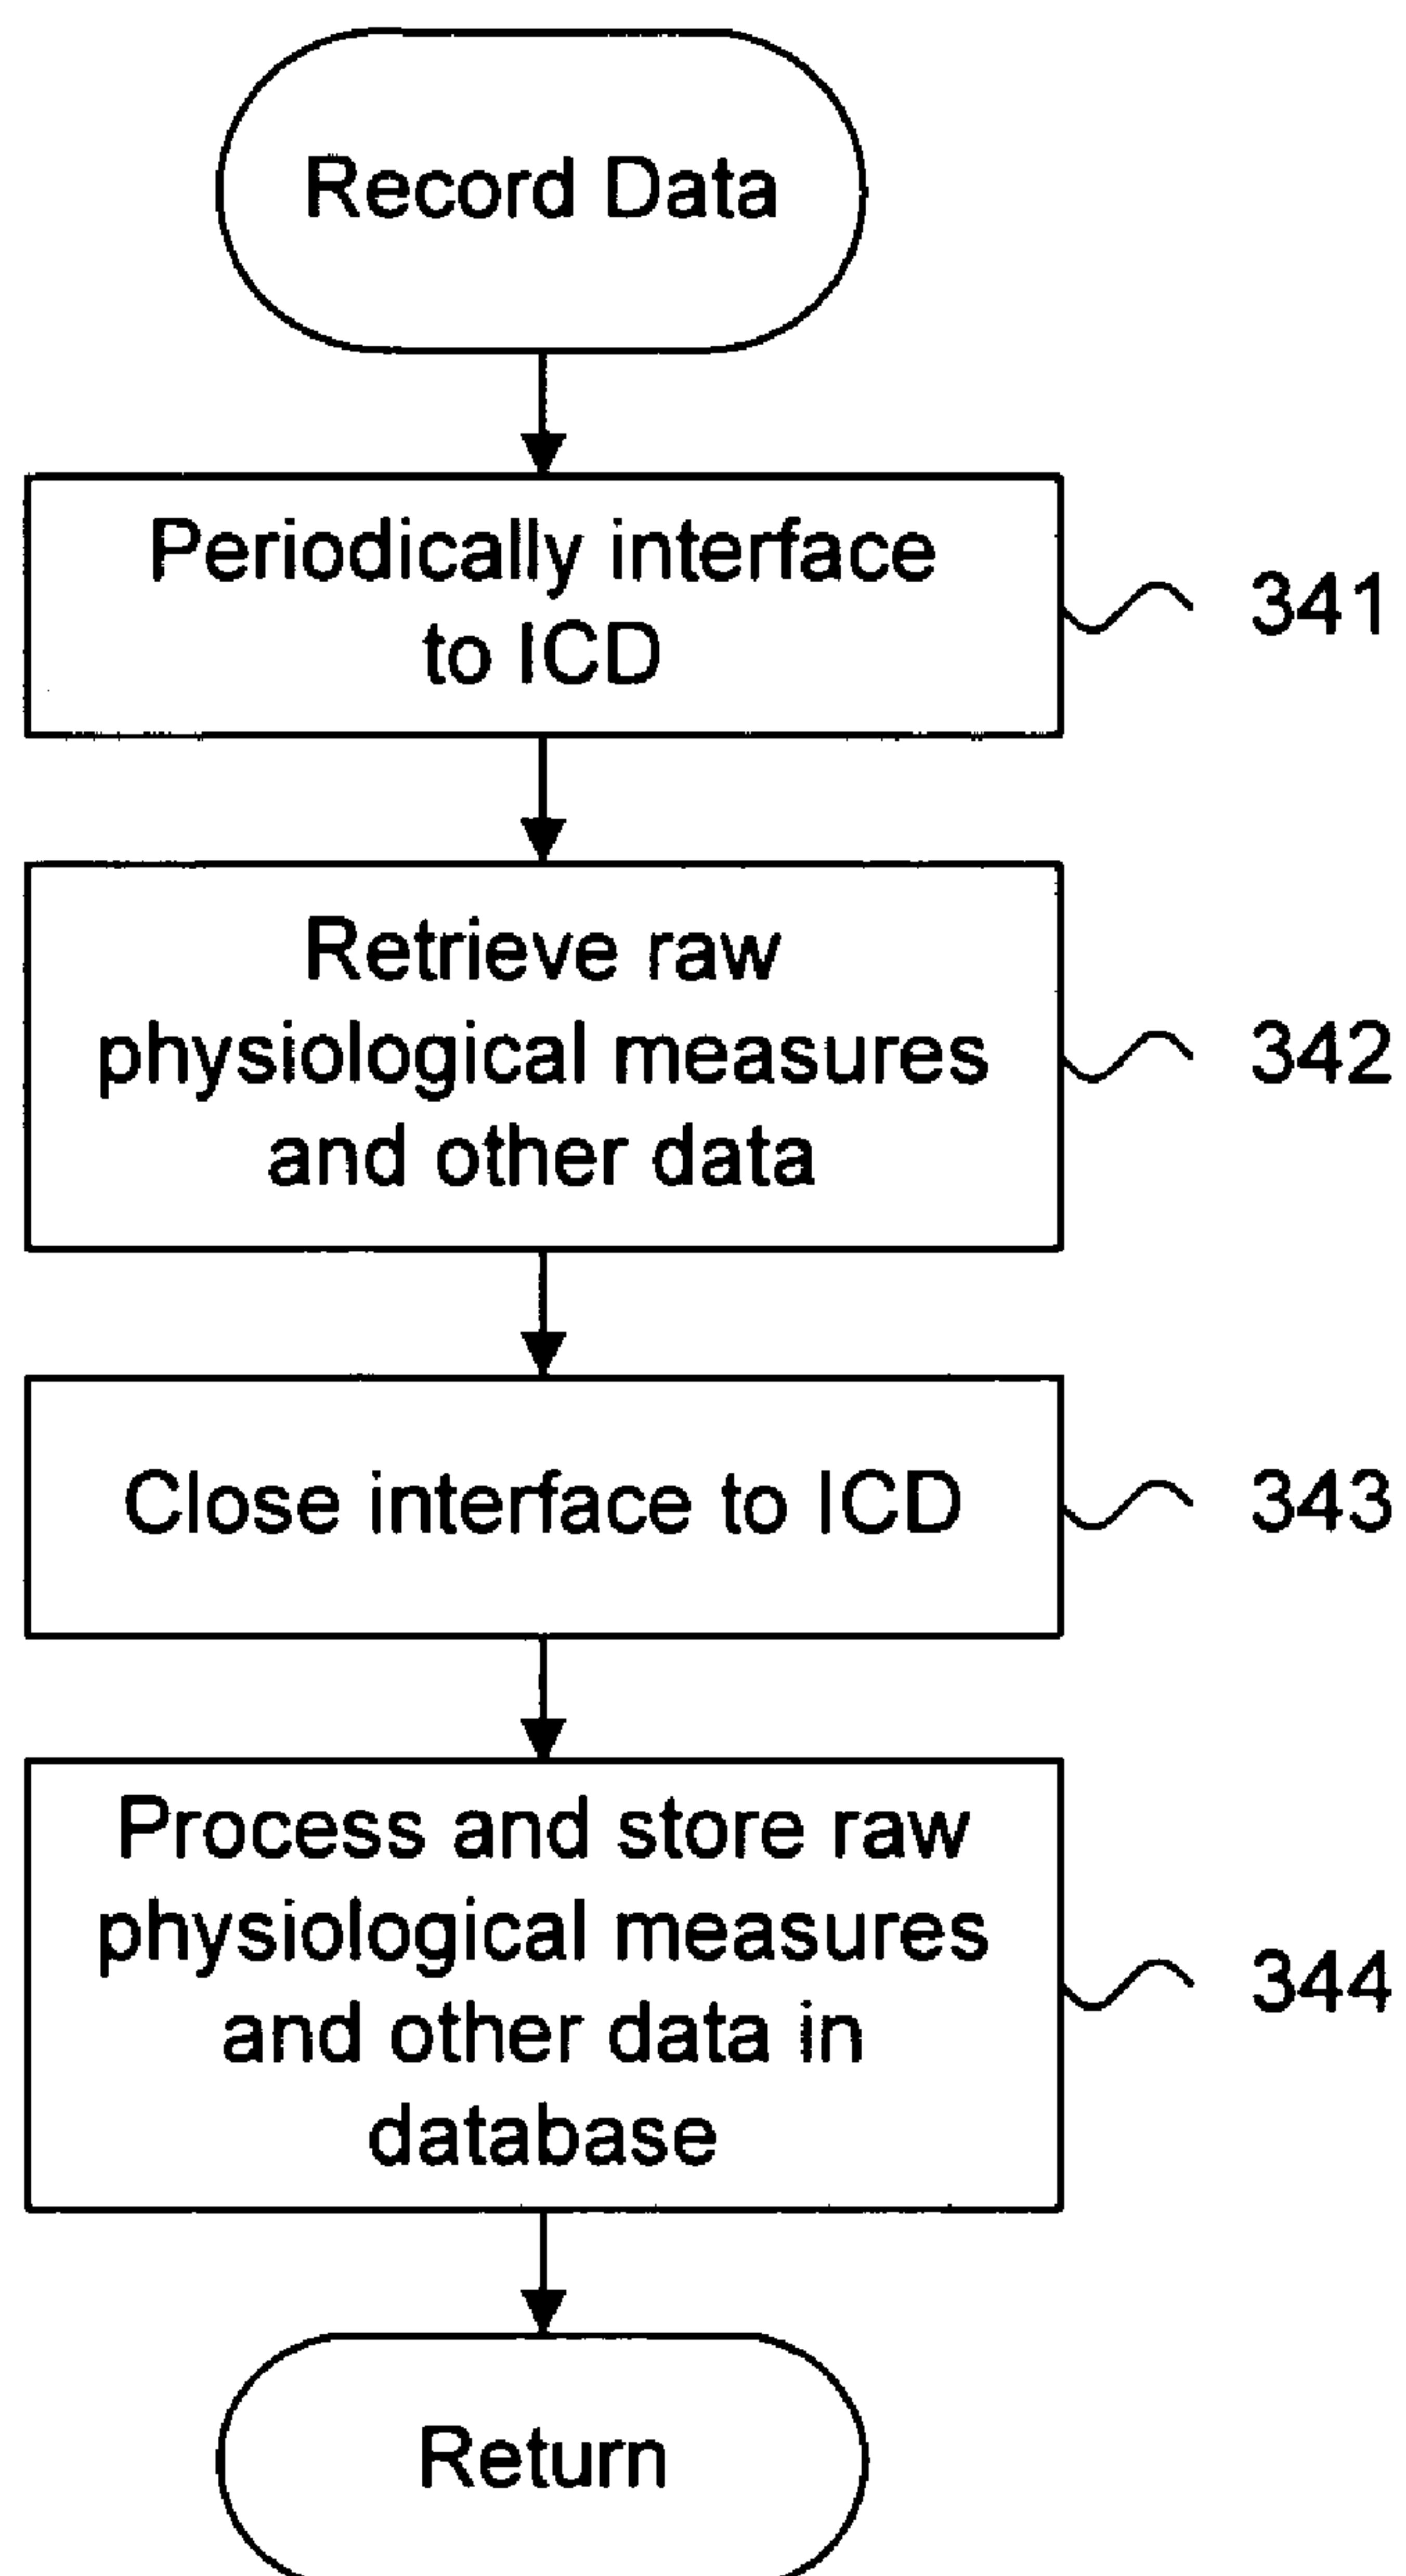 Record Data
Periodically interface
to ICD
341
Retrieve raw
physiological measures
and other data
342
Close interface to ICD
343
Process and store raw
physiological measures
and other data in
database
344
Return